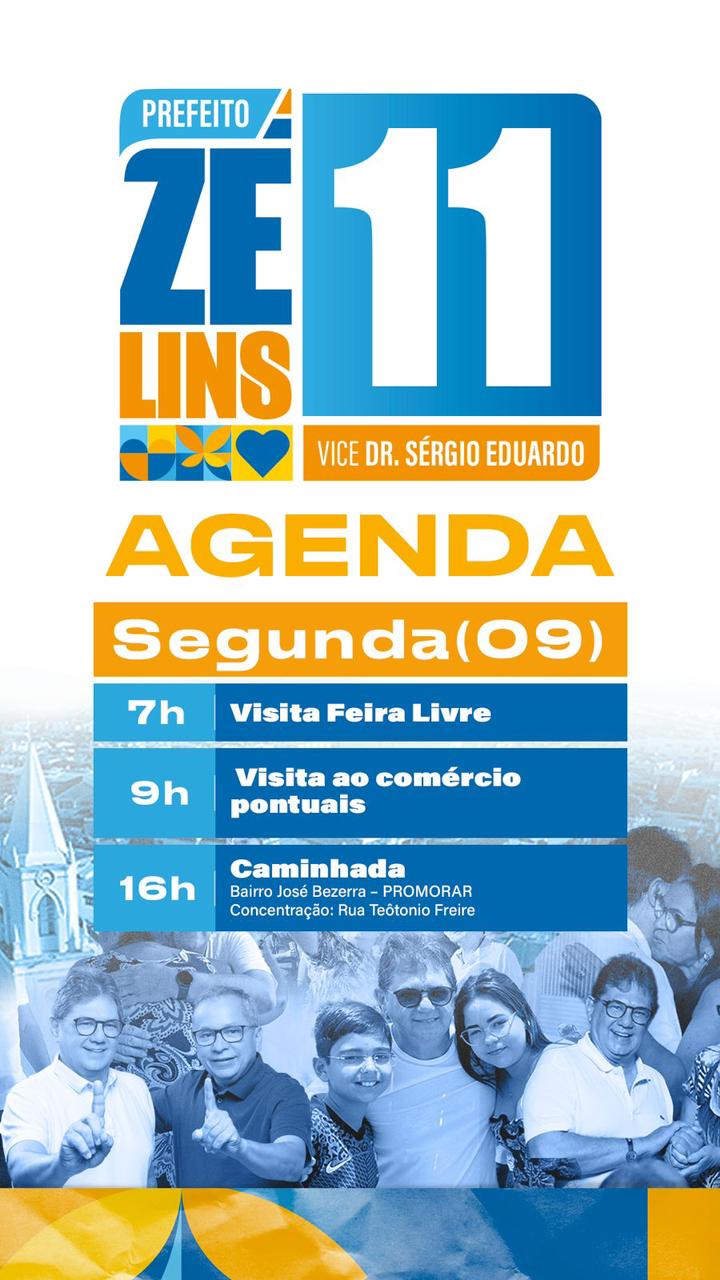 PREFEITO
ZÉ
LINS
11
VICE DR. SÉRGIO EDUARDO
AGENDA
Segunda(09)
7h Visita Feira Livre
9h Visita ao comércio
pontuais
16h Caminhada
Bairro José Bezerra – PROMORAR
Concentração: Rua Teôtonio Freire